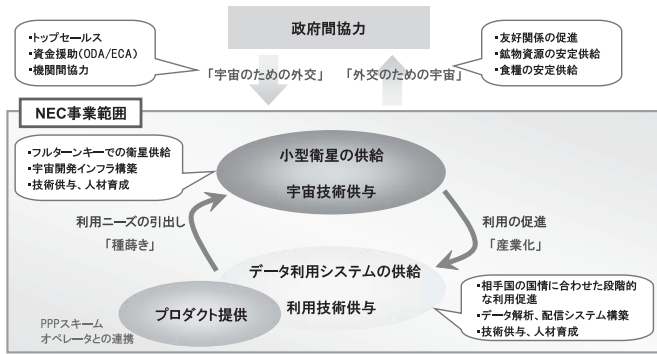 政府間協力
▪トップセールス
▪資金援助(ODA/ECA)
▪機関間協力
▪友好関係の促進
▪鉱物資源の安定供給
▪食糧の安定供給
「宇宙のための外交」
「外交のための宇宙」
NEC事業範囲
▪フルターンキーでの衛星供給
▪宇宙開発インフラ構築
▪技術供与、人材育成
小型衛星の供給
宇宙技術供与
利用ニーズの引出し
「種蒔き」
利用の促進
「産業化」
データ利用システムの供給
利用技術供与
プロダクト提供
▪相手国の国情に合わせた段階的
な利用促進
▪データ解析、配信システム構築
▪技術供与、人材育成
PPPスキーム
オペレータとの連携